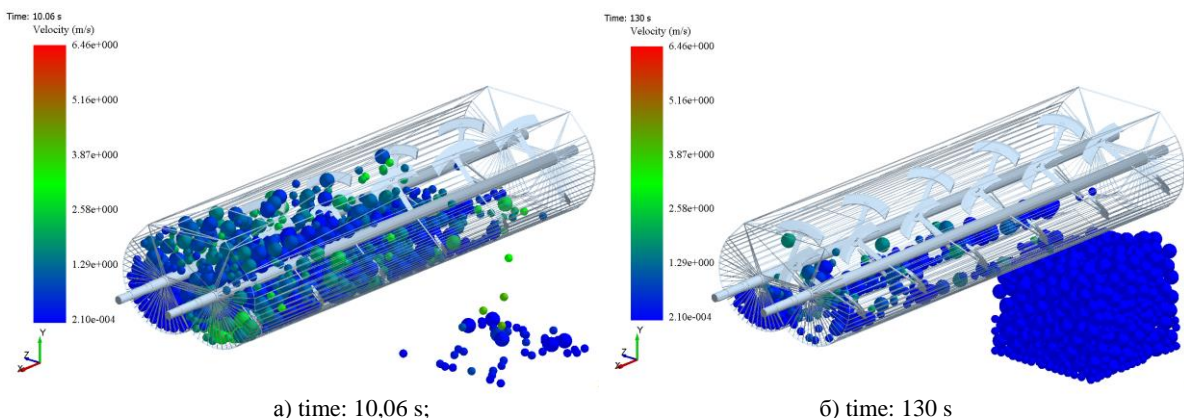 Time: 10.06 s
Velocity (m/s)
6.46e+000
5.16e+000
3.87e+000
2.58e+000
1.29e+000
2.10e-004
Y
Z
X
a) time: 10,06 s;
Time: 130 s
Velocity (m/s)
6.46e+000
5.16e+000
3.87e+000
2.58e+000
1.29e+000
2.10e-004
Y
Z
X
б) time: 130 s